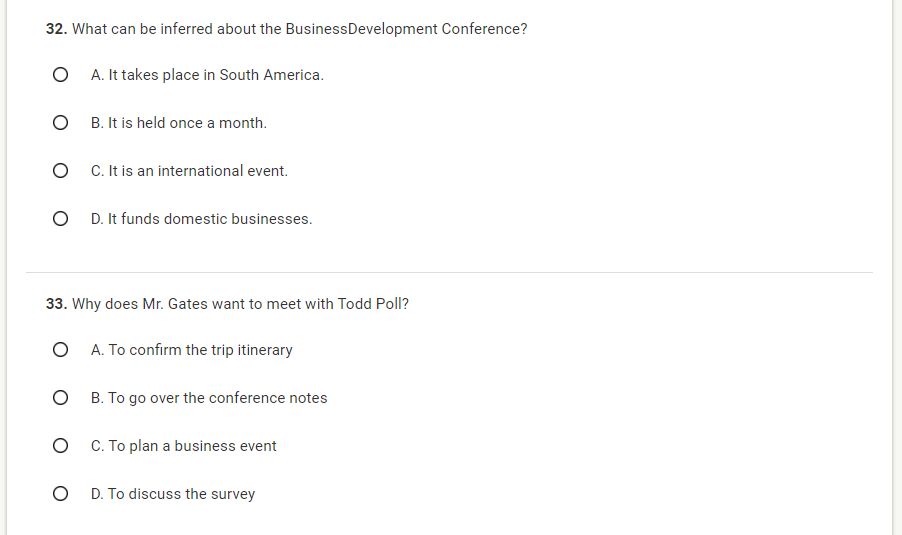 32. What can be inferred about the BusinessDevelopment Conference?
A. It takes place in South America.
B. It is held once a month.
C. It is an international event.
D. It funds domestic businesses.
33. Why does Mr. Gates want to meet with Todd Poll?
A. To confirm the trip itinerary
B. To go over the conference notes
C. To plan a business event
D. To discuss the survey